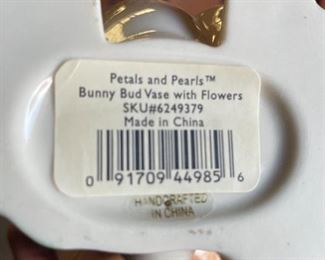 Petals and Pearls™
Bunny Bud Vase with Flowers
SKU#6249379
Made in China
0 91709 44985 6
HANDCRAFTED
IN CHINA